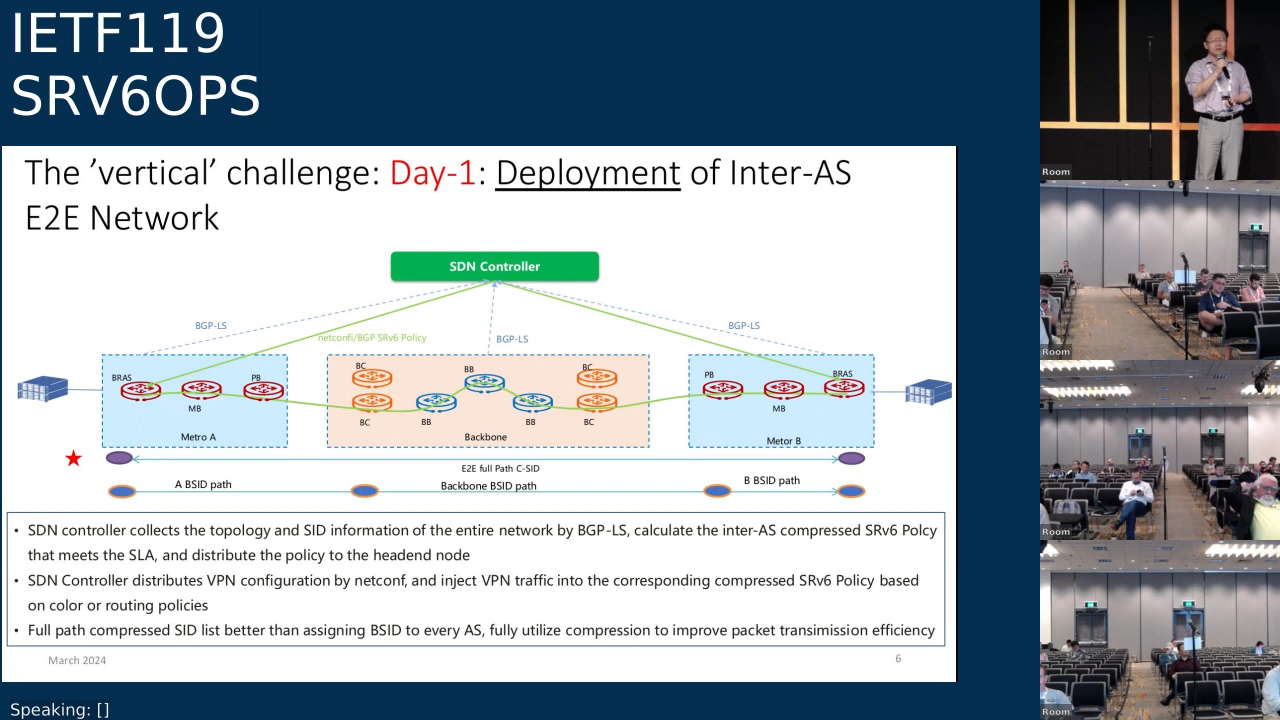 IETF119
SRV6OPS
The ’vertical’ challenge: Day-1: Deployment of Inter-AS
E2E Network
SDN Controller
BGP-LS
netconfi/BGP SRv6 Policy
BGP-LS
BGP-LS
BRAS
PB
MB
Metro A
BC
BC
BB
BB
BB
BC
BC
Backbone
PB
MB
BRAS
Metor B
E2E full Path C-SID
A BSID path
Backbone BSID path
B BSID path
• SDN controller collects the topology and SID information of the entire network by BGP-LS, calculate the inter-AS compressed SRv6 Polcy
that meets the SLA, and distribute the policy to the headend node
• SDN Controller distributes VPN configuration by netconf, and inject VPN traffic into the corresponding compressed SRv6 Policy based
on color or routing policies
• Full path compressed SID list better than assigning BSID to every AS, fully utilize compression to improve packet transimission efficiency
March 2024
6
Speaking: []
Room
Room
Room
Room